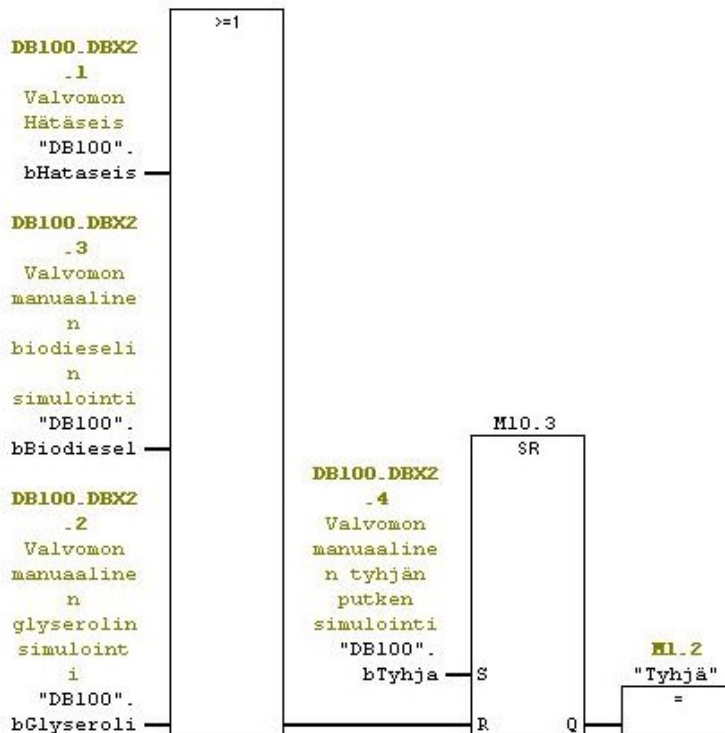 >=1
DB100.DBX2
.1
Valvomon
Hätäseis
"DB100".
bHataseis
DB100.DBX2
.3
Valvomon
manuaaline
n
biodieseli
n
simulointi
"DB100".
bBiodiesel
DB100.DBX2
.2
Valvomon
manuaaline
n
glyserolin
simuloint
i
"DB100".
bGlyseroli
DB100.DBX2
.4
Valvomon
manuaaline
n tyhjän
putken
simulointi
"DB100".
bTyhja
M10.3
SR
S
R
Q
M1.2
"Tyhjä"
=